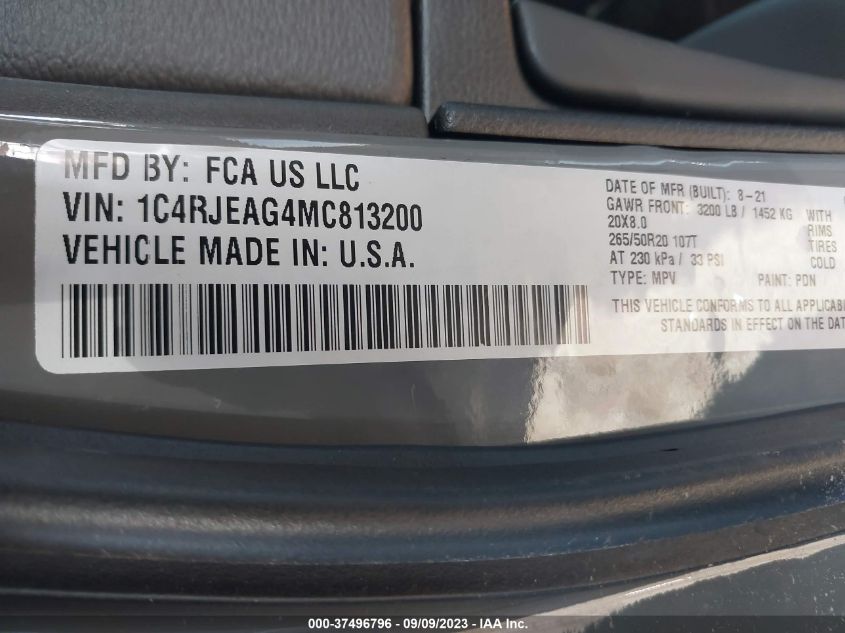 MFD BY: FCA US LLC
VIN: 1C4RJEAG4MC813200
VEHICLE MADE IN: U.S.A.
DATE OF MFR (BUILT): 8-21
GAWR FRONT: 3200 LB / 1452 KG WITH
20X8.0 RIMS
265/50R20 107T TIRES
AT 230 kPa / 33 PSI COLD
TYPE: MPV PAINT: PDN
THIS VEHICLE CONFORMS TO ALL APPLICAB
STANDARDS IN EFFECT ON THE DAT
000-37496796 - 09/09/2023 - IAA Inc.